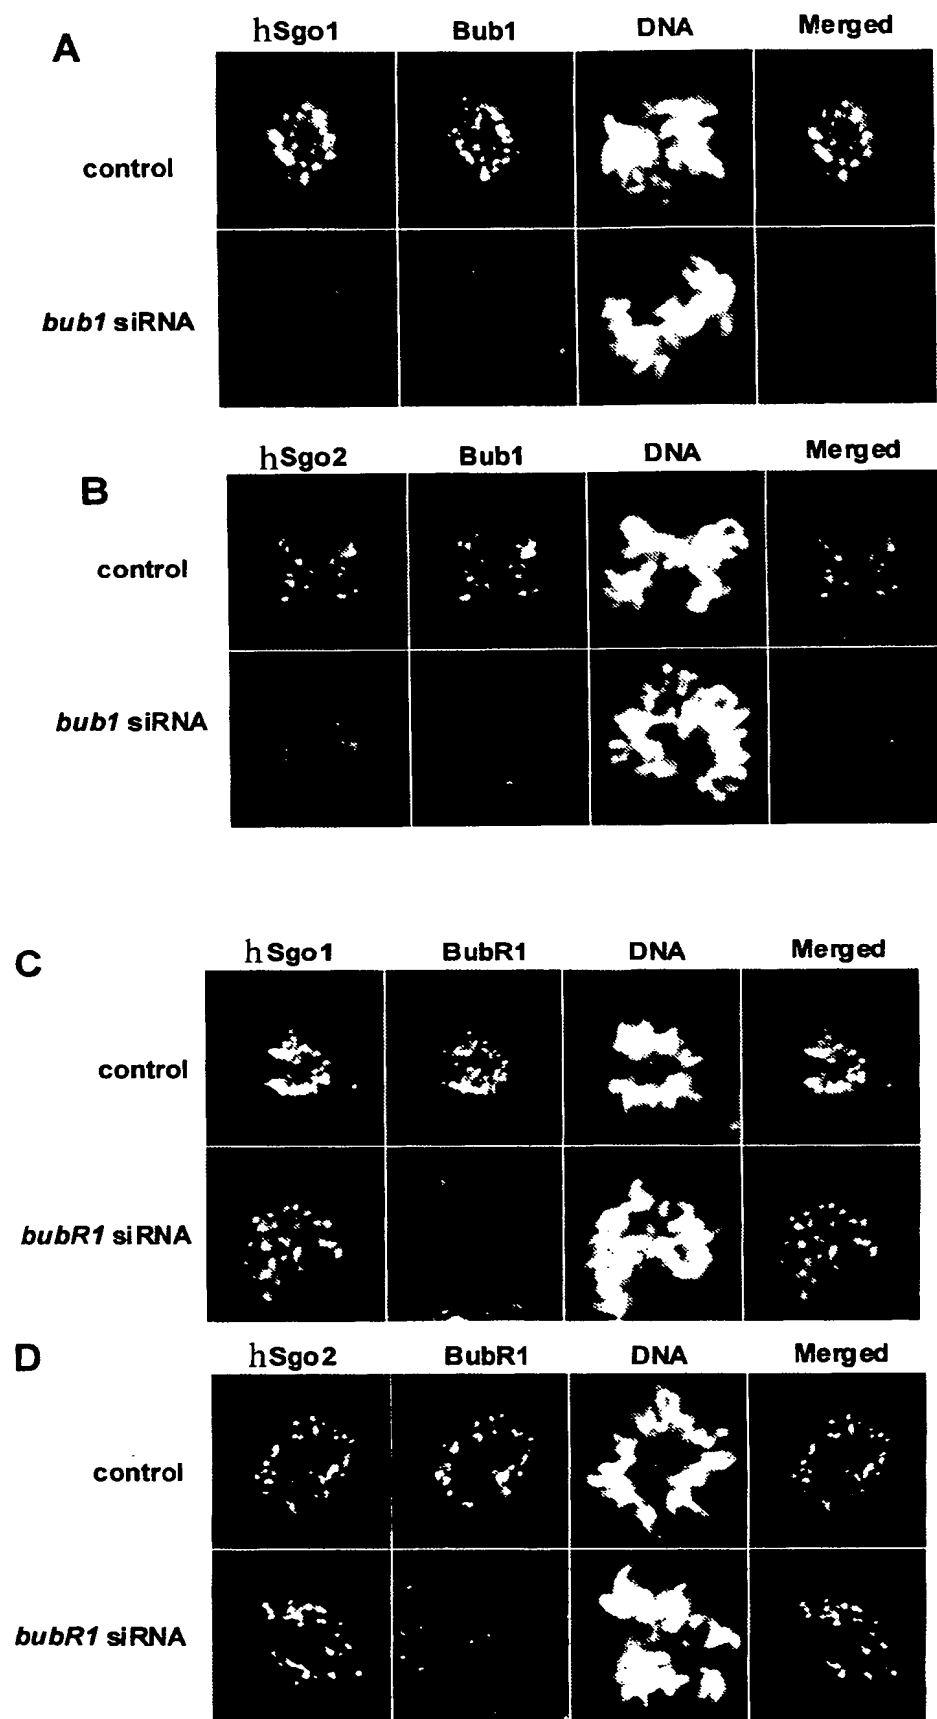 A
hSgo1 Bub1 DNA Merged
control
bub1 siRNA
B
hSgo2 Bub1 DNA Merged
control
bub1 siRNA
C
hSgo1 BubR1 DNA Merged
control
bubR1 siRNA
D
hSgo2 BubR1 DNA Merged
control
bubR1 siRNA